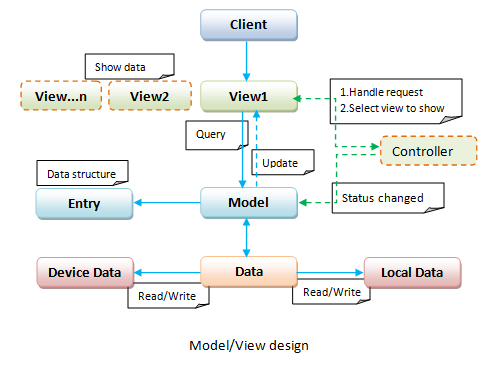 Client
Show data
View...n
View2
View1
1.Handle request
2.Select view to show
Query
Update
Controller
Data structure
Entry
Model
Status changed
Device Data
Data
Local Data
Read/Write
Read/Write
Model/View design